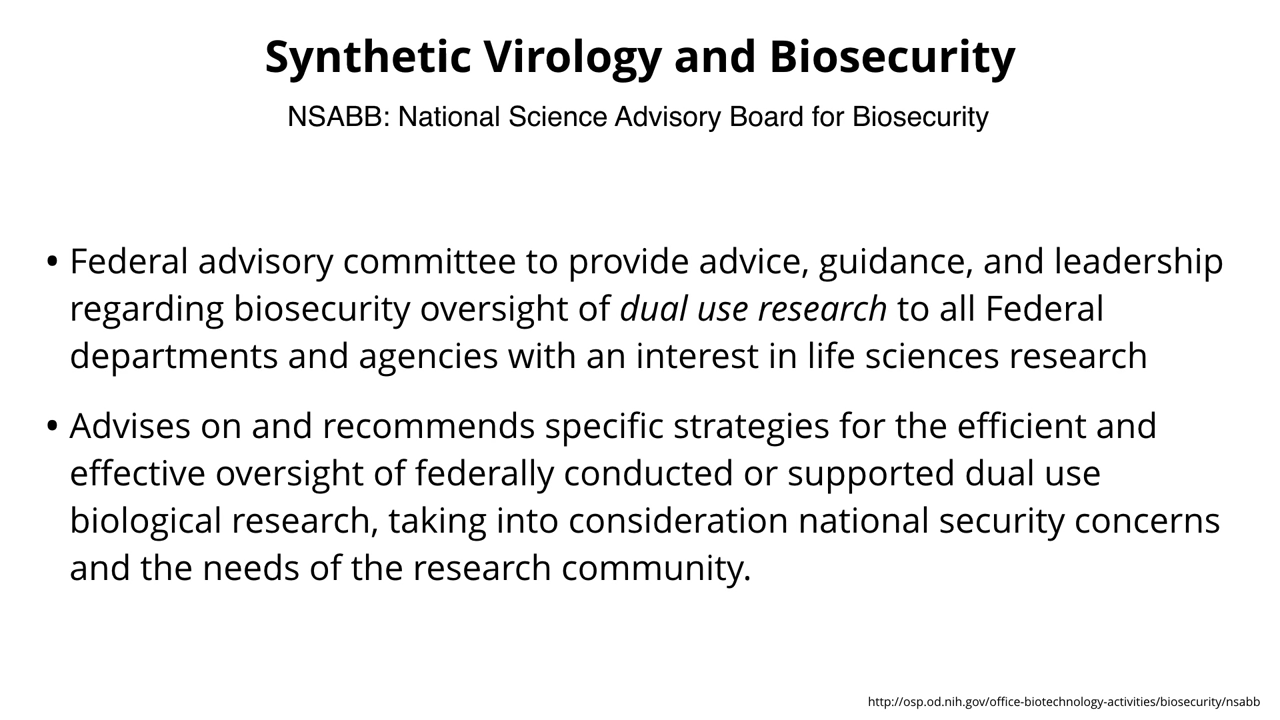 Synthetic Virology and Biosecurity
NSABB: National Science Advisory Board for Biosecurity
• Federal advisory committee to provide advice, guidance, and leadership
regarding biosecurity oversight of dual use research to all Federal
departments and agencies with an interest in life sciences research
• Advises on and recommends specific strategies for the efficient and
effective oversight of federally conducted or supported dual use
biological research, taking into consideration national security concerns
and the needs of the research community.
http://osp.od.nih.gov/office-biotechnology-activities/biosecurity/nsabb